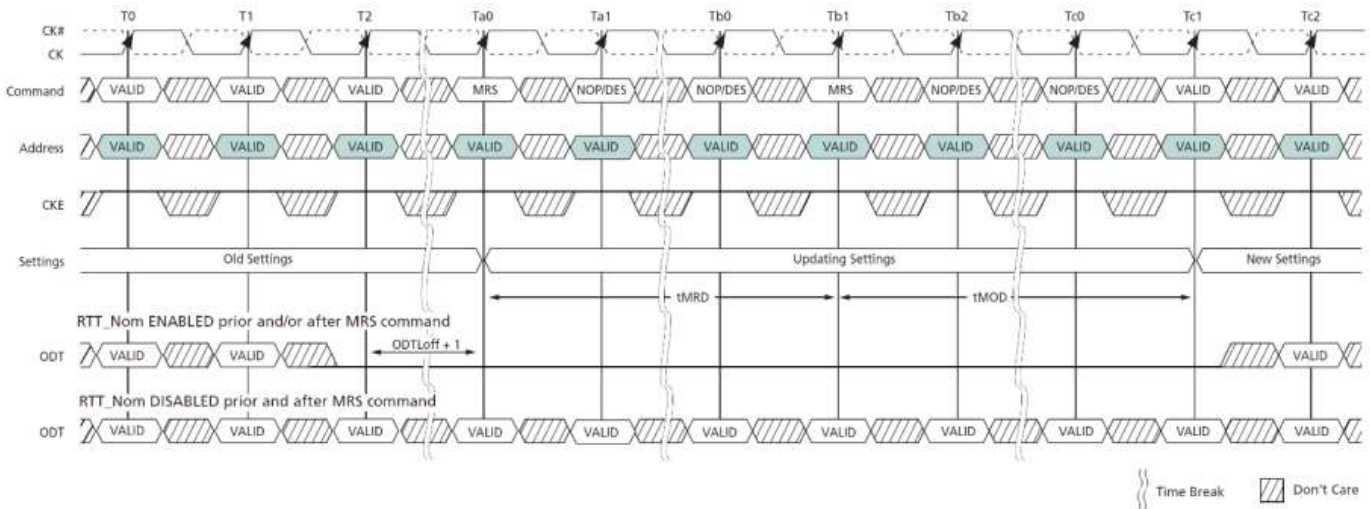 T0 T1 T2 Ta0 Ta1 Tb0 Tb1 Tb2 Tc0 Tc1 Tc2
CK#
CK
Command VALID VALID VALID MRS NOP/DES NOP/DES MRS NOP/DES NOP/DES VALID VALID
Address VALID VALID VALID VALID VALID VALID VALID VALID VALID VALID VALID
CKE
Settings Old Settings Updating Settings New Settings
tMRD tMOD
RTT_Nom ENABLED prior and/or after MRS command
ODTLoff + 1
ODT VALID VALID VALID
RTT_Nom DISABLED prior and after MRS command
ODT VALID VALID VALID VALID VALID VALID VALID VALID VALID VALID VALID
Time Break Don't Care